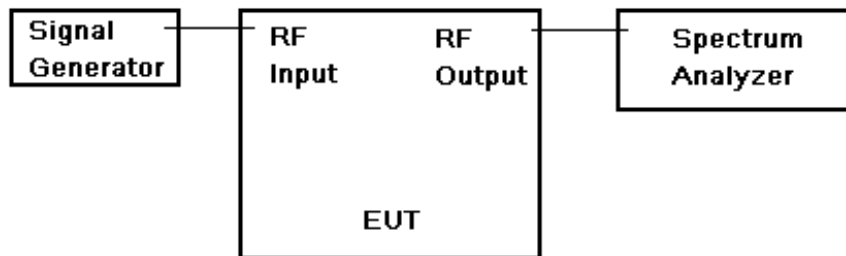 Signal
Generator
RF
Input
RF
Output
Spectrum
Analyzer
EUT